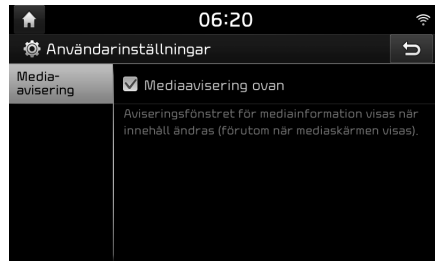 06:20
Användarinställningar
Media-
avisering
Mediaavisering ovan
Aviseringsfönstret för mediainformation visas när
innehåll ändras (förutom när mediaskärmen visas).